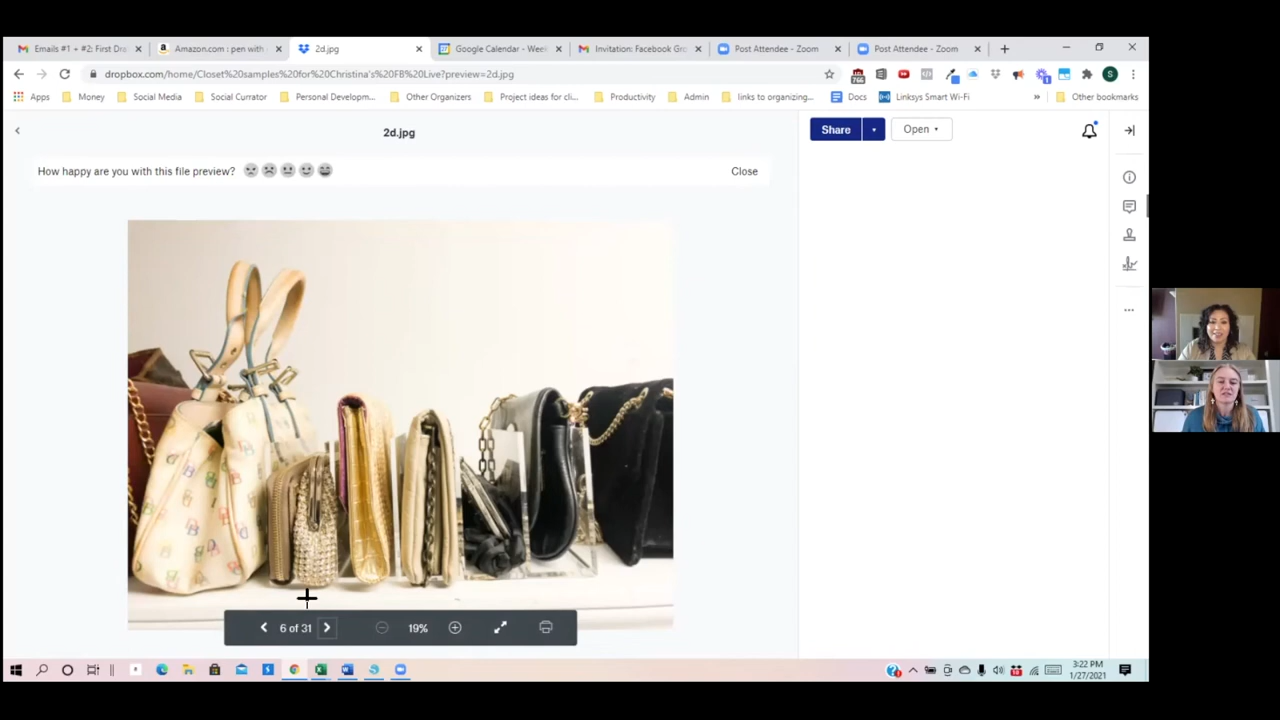 Emails #1 + #2: First Dra
Amazon.com : pen with
2d.jpg
Google Calendar - Week
Invitation: Facebook Gro
Post Attendee - Zoom
Post Attendee - Zoom
dropbox.com/home/Closet%20samples%20for%20Christina's%20FB%20Live?preview=2d.jpg
766
S
Apps
Money
Social Media
Social Currator
Personal Developm...
Other Organizers
Project ideas for cli...
Productivity
Admin
links to organizing...
Docs
Linksys Smart Wi-Fi
Other bookmarks
2d.jpg
Share
Open
How happy are you with this file preview?
Close
6 of 31
19%
3:22 PM
1/27/2021